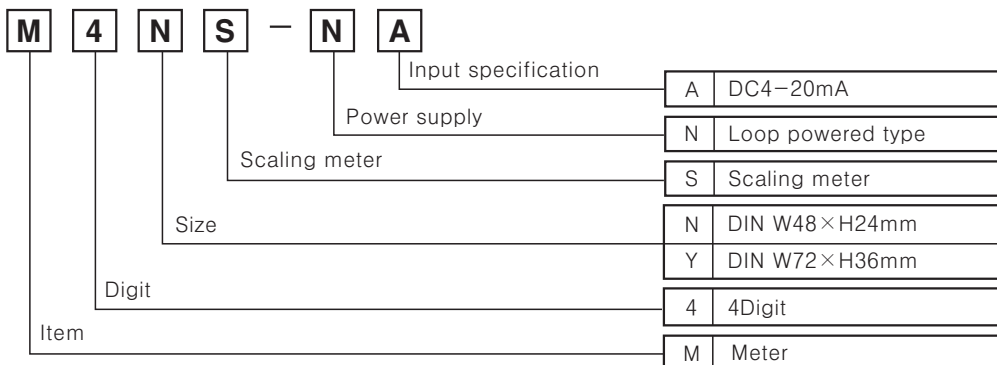 M 4 N S - N A
Input specification
A DC4-20mA
Power supply
N Loop powered type
Scaling meter
S Scaling meter
Size
N DIN W48×H24mm
Y DIN W72×H36mm
Digit
4 4Digit
Item
M Meter